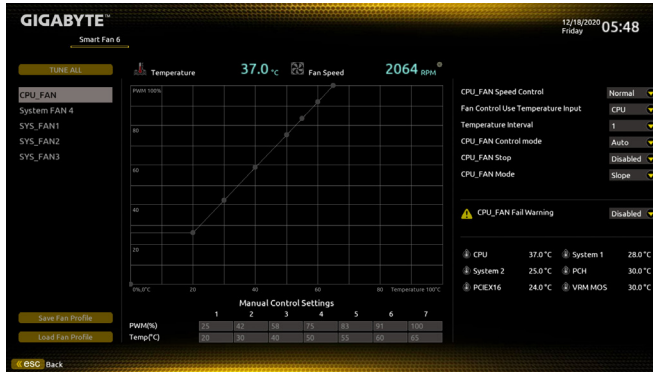 GIGABYTE™
12/18/2020
Friday
05:48
Smart Fan 6
TUNE ALL
Temperature 37.0 °C Fan Speed 2064 RPM
CPU_FAN
System FAN 4
SYS_FAN1
SYS_FAN2
SYS_FAN3
PWM 100%
80
60
40
20
0%,0°C 20 40 60 80 Temperature 100°C
CPU_FAN Speed Control Normal
Fan Control Use Temperature Input CPU
Temperature Interval 1
CPU_FAN Control mode Auto
CPU_FAN Stop Disabled
CPU_FAN Mode Slope
CPU_FAN Fail Warning Disabled
CPU 37.0°C System 1 28.0°C
System 2 25.0°C PCH 30.0°C
PCIEX16 24.0°C VRM MOS 30.0°C
Manual Control Settings
1 2 3 4 5 6 7
PWM(%) 25 42 58 75 83 91 100
Temp(°C) 20 30 40 50 55 60 65
Save Fan Profile
Load Fan Profile
esc Back